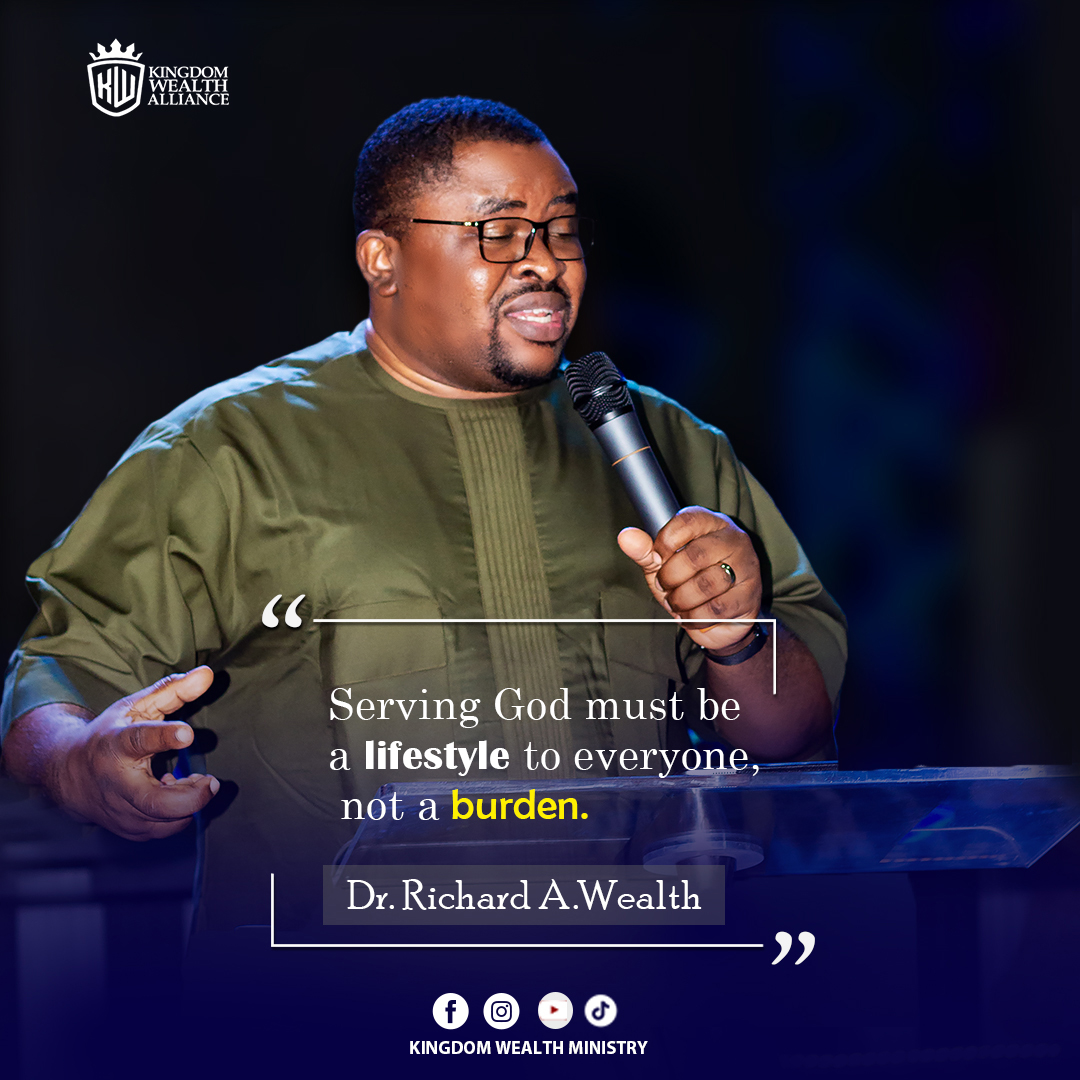 KINGDOM
WEALTH
ALLIANCE
“
Serving God must be
a lifestyle to everyone,
not a burden.
Dr. Richard A.Wealth
”
KINGDOM WEALTH MINISTRY